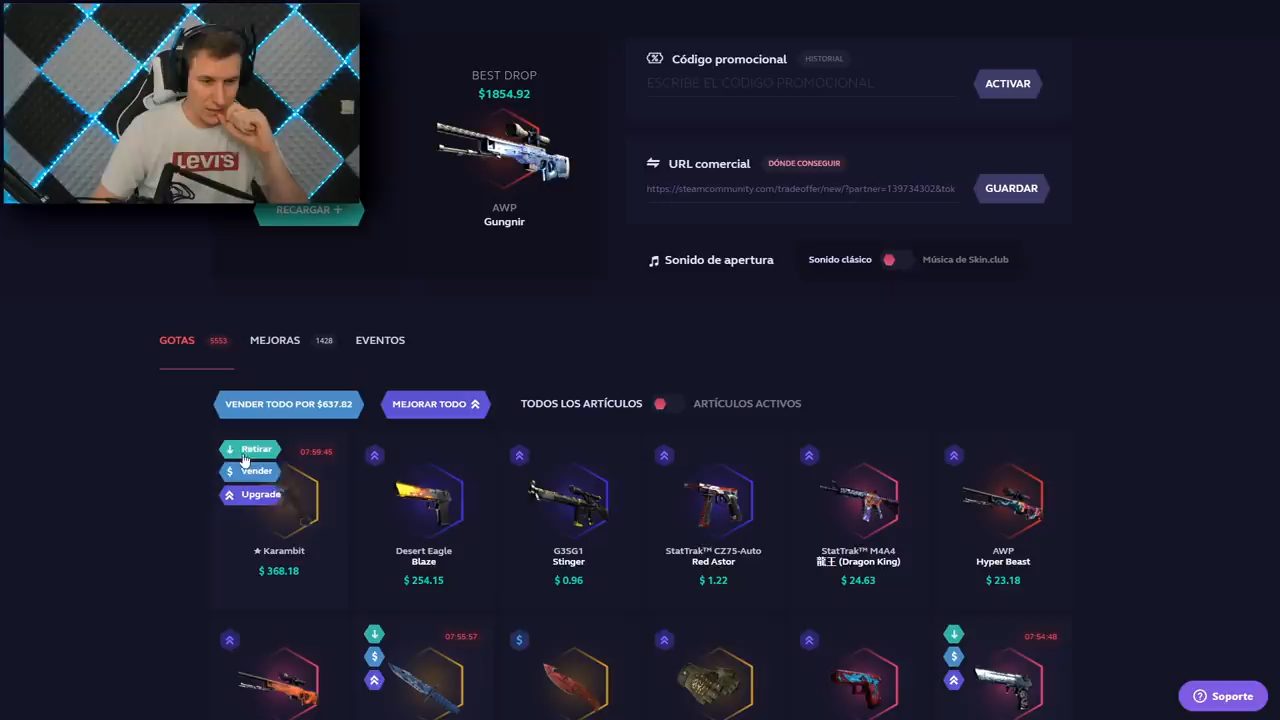 LEVI'S
RECARGAR +
BEST DROP
$1854.92
AWP
Gungnir
Código promocional HISTORIAL
ESCRIBE EL CÓDIGO PROMOCIONAL
ACTIVAR
URL comercial DÓNDE CONSEGUIR
https://steamcommunity.com/tradeoffer/new/?partner=139734302&tok
GUARDAR
Sonido de apertura Sonido clásico Música de Skin.club
GOTAS 5553 MEJORAS 1428 EVENTOS
VENDER TODO POR $637.82 MEJORAR TODO TODOS LOS ARTÍCULOS ARTÍCULOS ACTIVOS
Retirar 07:59:45
$ Vender
Upgrade
★ Karambit
$ 368.18
Desert Eagle
Blaze
$ 254.15
G3SG1
Stinger
$ 0.96
StatTrak™ CZ75-Auto
Red Astor
$ 1.22
StatTrak™ M4A4
龍王 (Dragon King)
$ 24.63
AWP
Hyper Beast
$ 23.18
07:55:57
$
$
07:54:48
$
Soporte